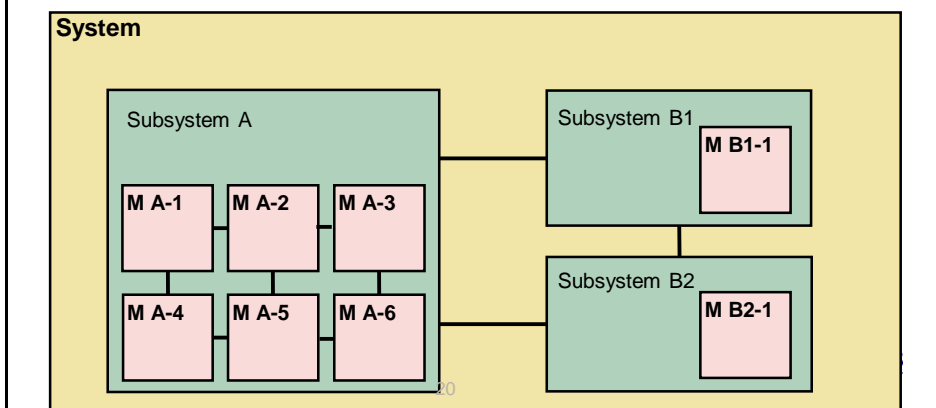 System
Subsystem A
Subsystem B1
M B1-1
M A-1
M A-2
M A-3
Subsystem B2
M A-4
M A-5
M A-6
M B2-1
20